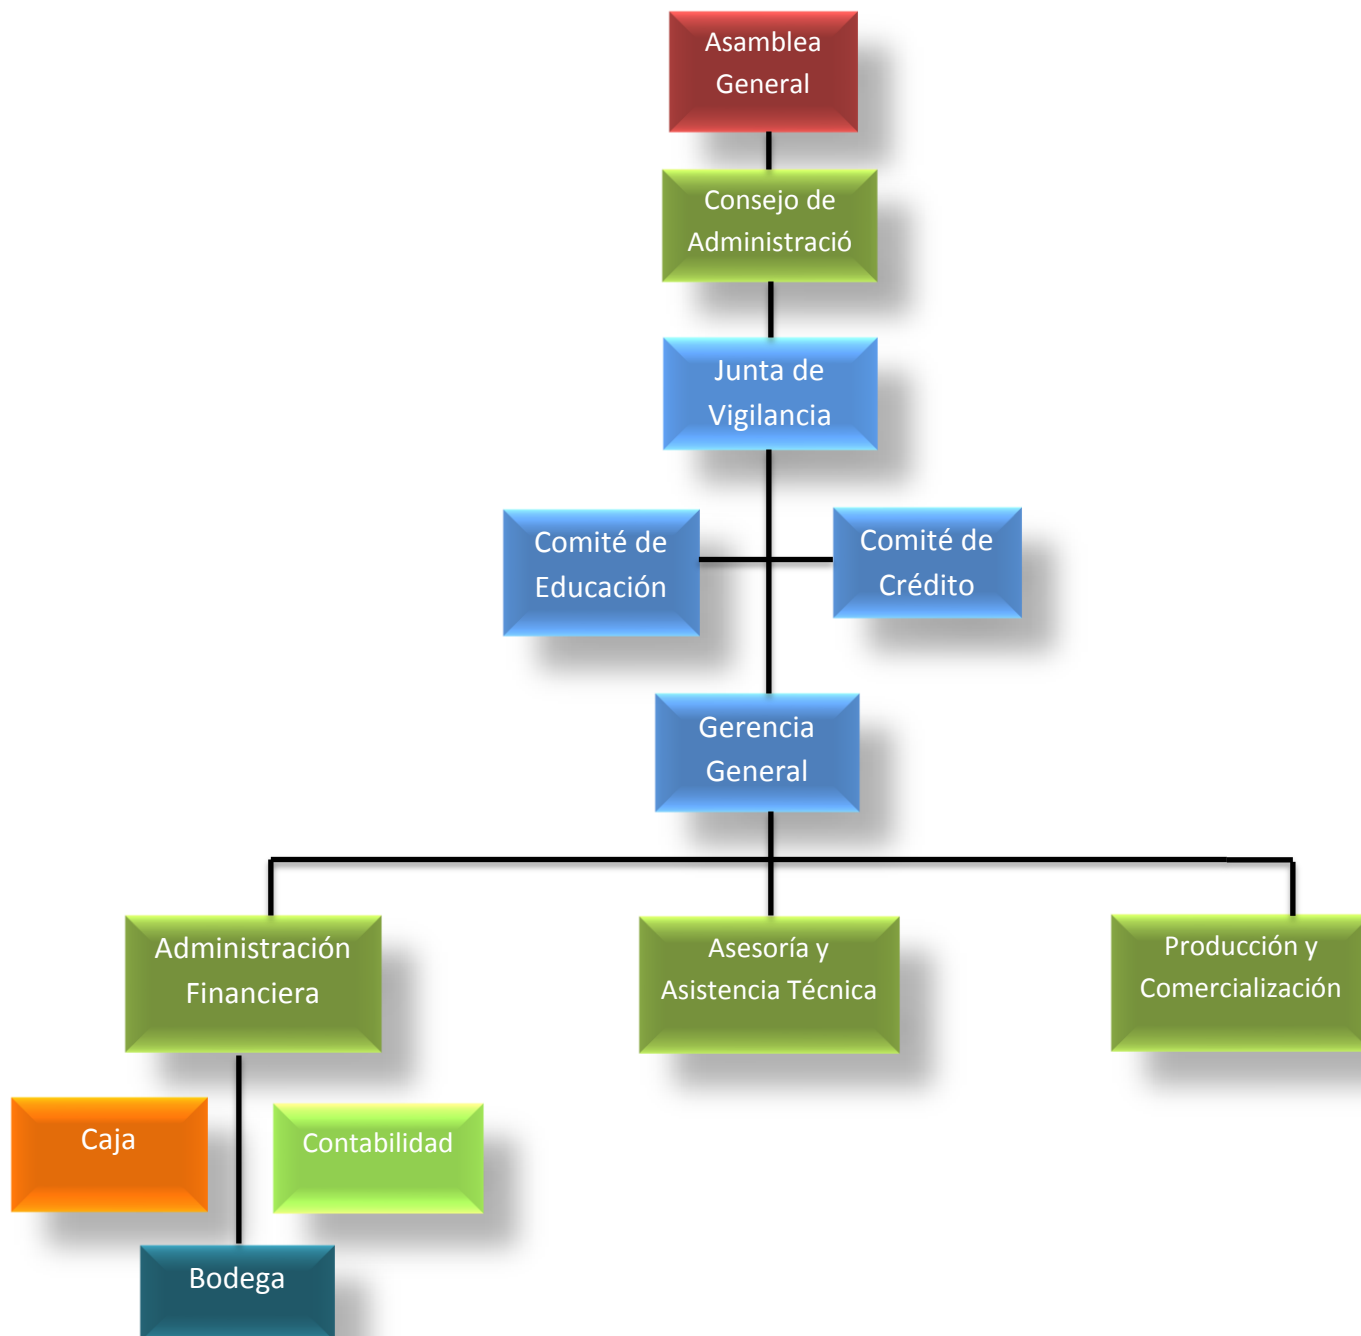 Asamblea
General
Consejo de
Administració
Junta de
Vigilancia
Comité de
Educación
Comité de
Crédito
Gerencia
General
Administración
Financiera
Asesoría y
Asistencia Técnica
Producción y
Comercialización
Caja
Contabilidad
Bodega